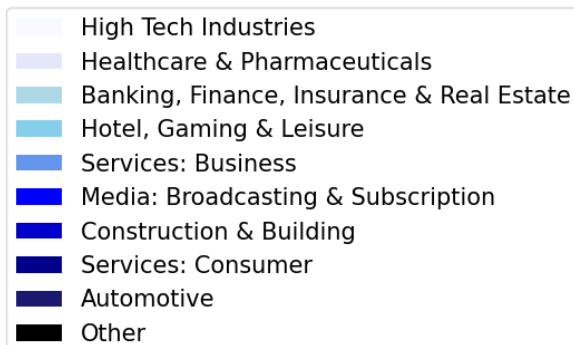 High Tech Industries
Healthcare & Pharmaceuticals
Banking, Finance, Insurance & Real Estate
Hotel, Gaming & Leisure
Services: Business
Media: Broadcasting & Subscription
Construction & Building
Services: Consumer
Automotive
Other